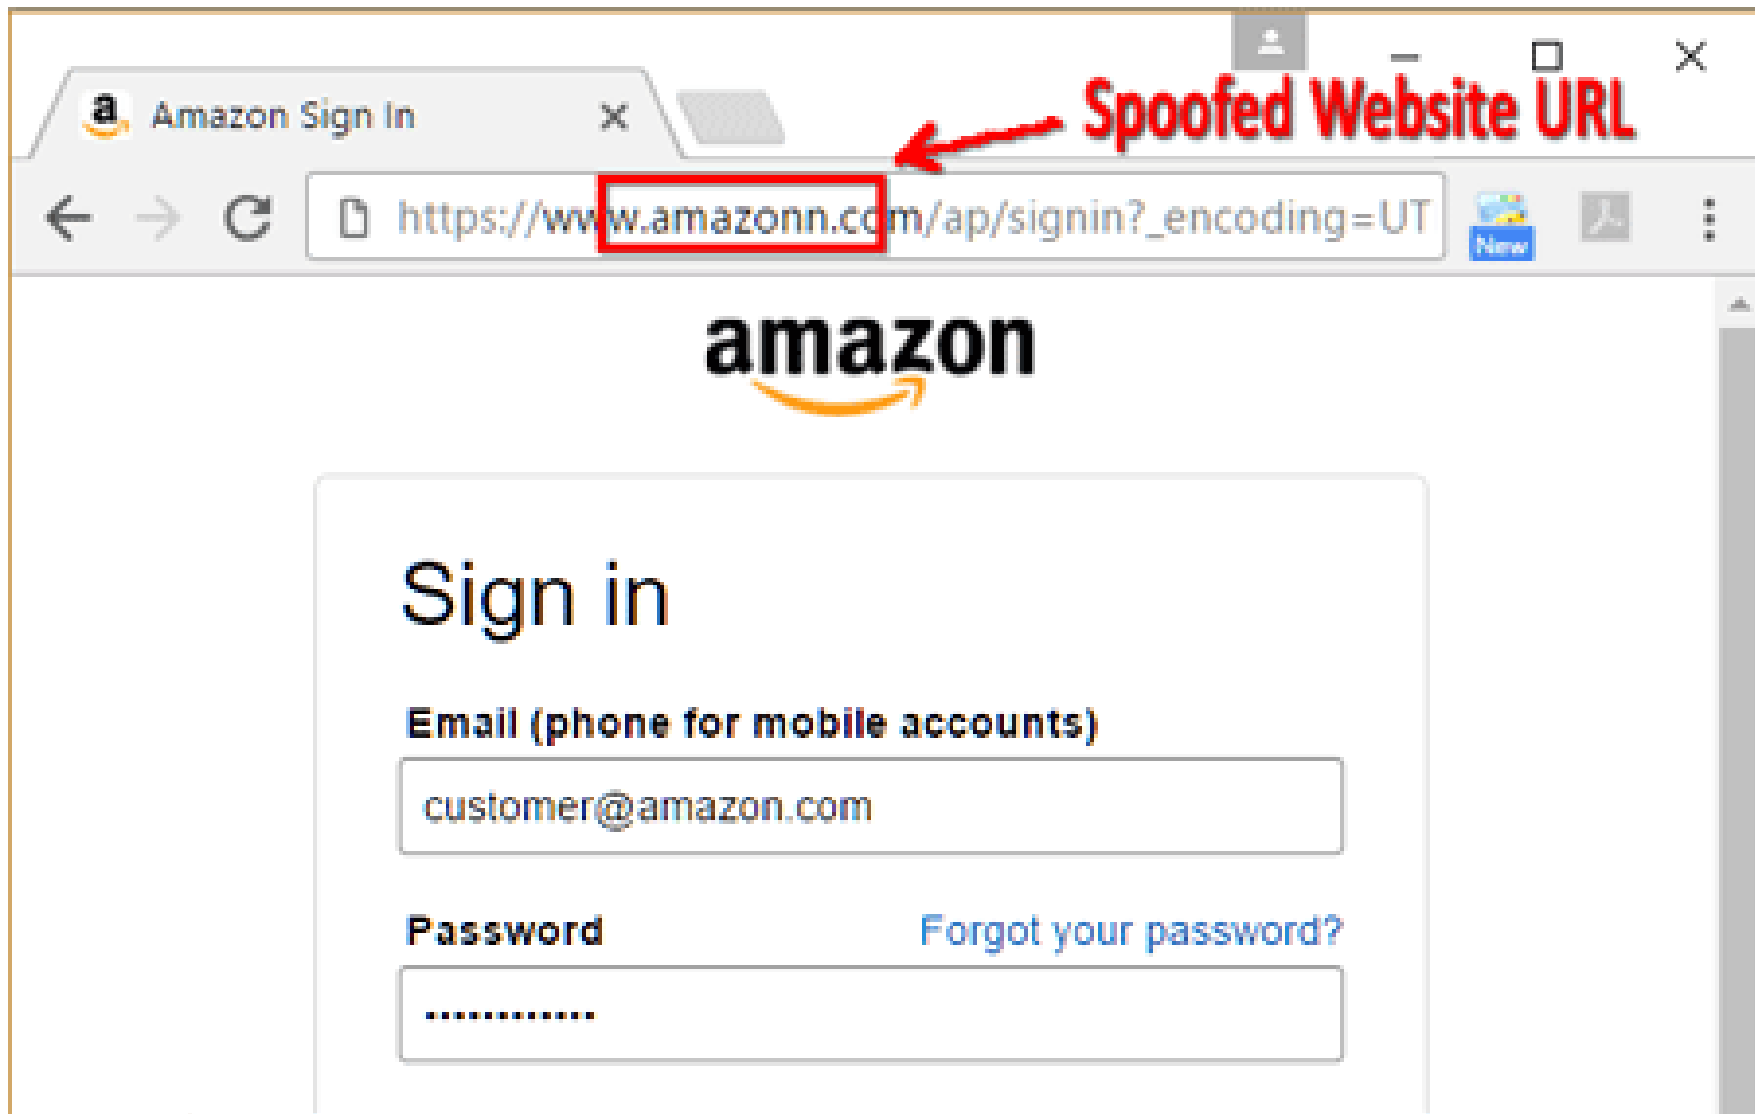 a Amazon Sign In
Spoofed Website URL
https://www.amazonn.com/ap/signin?_encoding=UT
New
amazon
Sign in
Email (phone for mobile accounts)
customer@amazon.com
Password Forgot your password?
••••••••••••